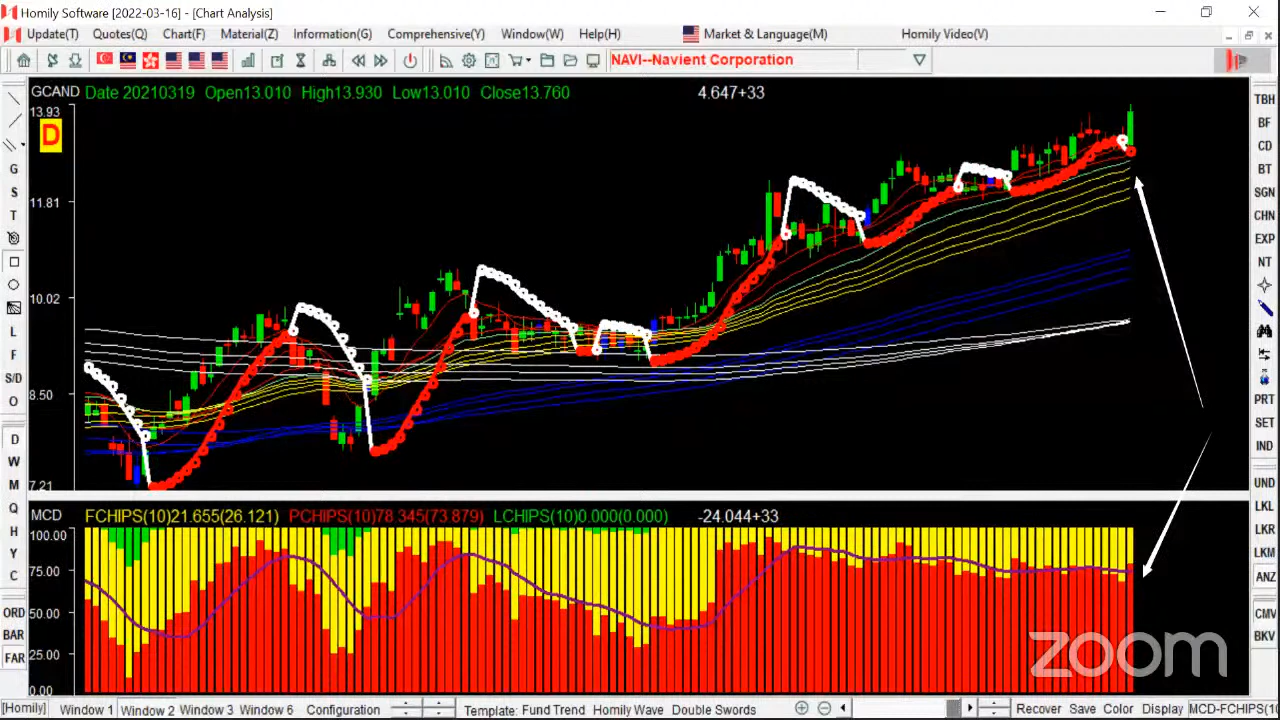 Homily Software [2022-03-16] - [Chart Analysis]
Update(T) Quotes(Q) Chart(F) Material(Z) Information(G) Comprehensive(Y) Window(W) Help(H) Market & Language(M) Homily Video(V)
NAVI--Navient Corporation
GCAND Date 20210319 Open13.010 High13.930 Low13.010 Close13.760 4.647+33
13.93
D
11.81
10.02
8.50
7.21
MCD FCHIPS(10)21.655(26.121) PCHIPS(10)78.345(73.879) LCHIPS(10)0.000(0.000) -24.044+33
100.00
75.00
50.00
25.00
0.00
G
S
T
L
F
S/D
O
D
W
M
Q
H
Y
C
ORD
BAR
FAR
TBH
BF
CD
BT
SGN
CHN
EXP
NT
PRT
SET
IND
UND
LKL
LKR
LKM
ANZ
CMV
BKV
zoom
[Homily] Window 1 Window 2 Window 3 Window 6 Configuration Template: Fund Trend Homily Wave Double Swords Recover Save Color Display MCD-FCHIPS(10